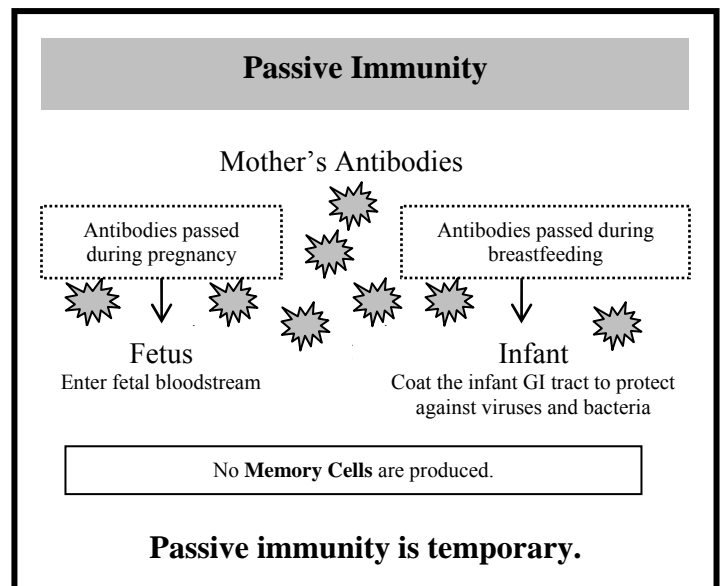 Passive Immunity
Mother's Antibodies
Antibodies passed
during pregnancy
Antibodies passed during
breastfeeding
Fetus
Enter fetal bloodstream
Infant
Coat the infant GI tract to protect
against viruses and bacteria
No Memory Cells are produced.
Passive immunity is temporary.